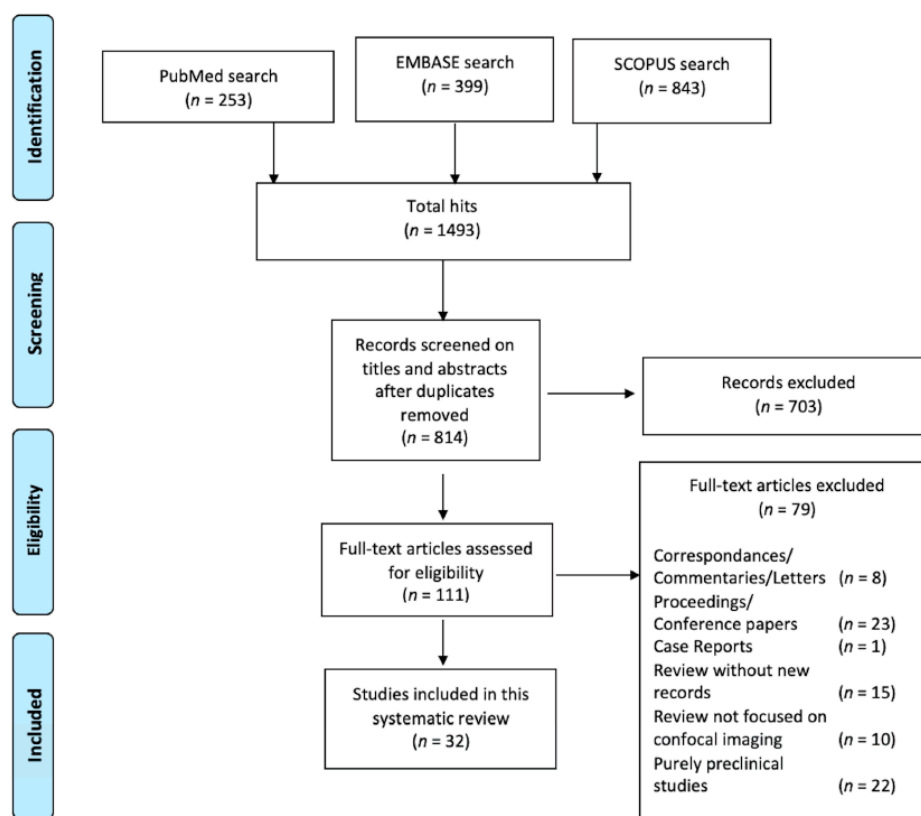 Identification
PubMed search
(n = 253)
EMBASE search
(n = 399)
SCOPUS search
(n = 843)
Total hits
(n = 1493)
Screening
Records screened on
titles and abstracts
after duplicates
removed
(n = 814)
Records excluded
(n = 703)
Eligibility
Full-text articles assessed
for eligibility
(n = 111)
Full-text articles excluded
(n = 79)
Correspondances/
Commentaries/Letters (n = 8)
Proceedings/
Conference papers (n = 23)
Case Reports (n = 1)
Review without new
records (n = 15)
Review not focused on
confocal imaging (n = 10)
Purely preclinical
studies (n = 22)
Included
Studies included in this
systematic review
(n = 32)